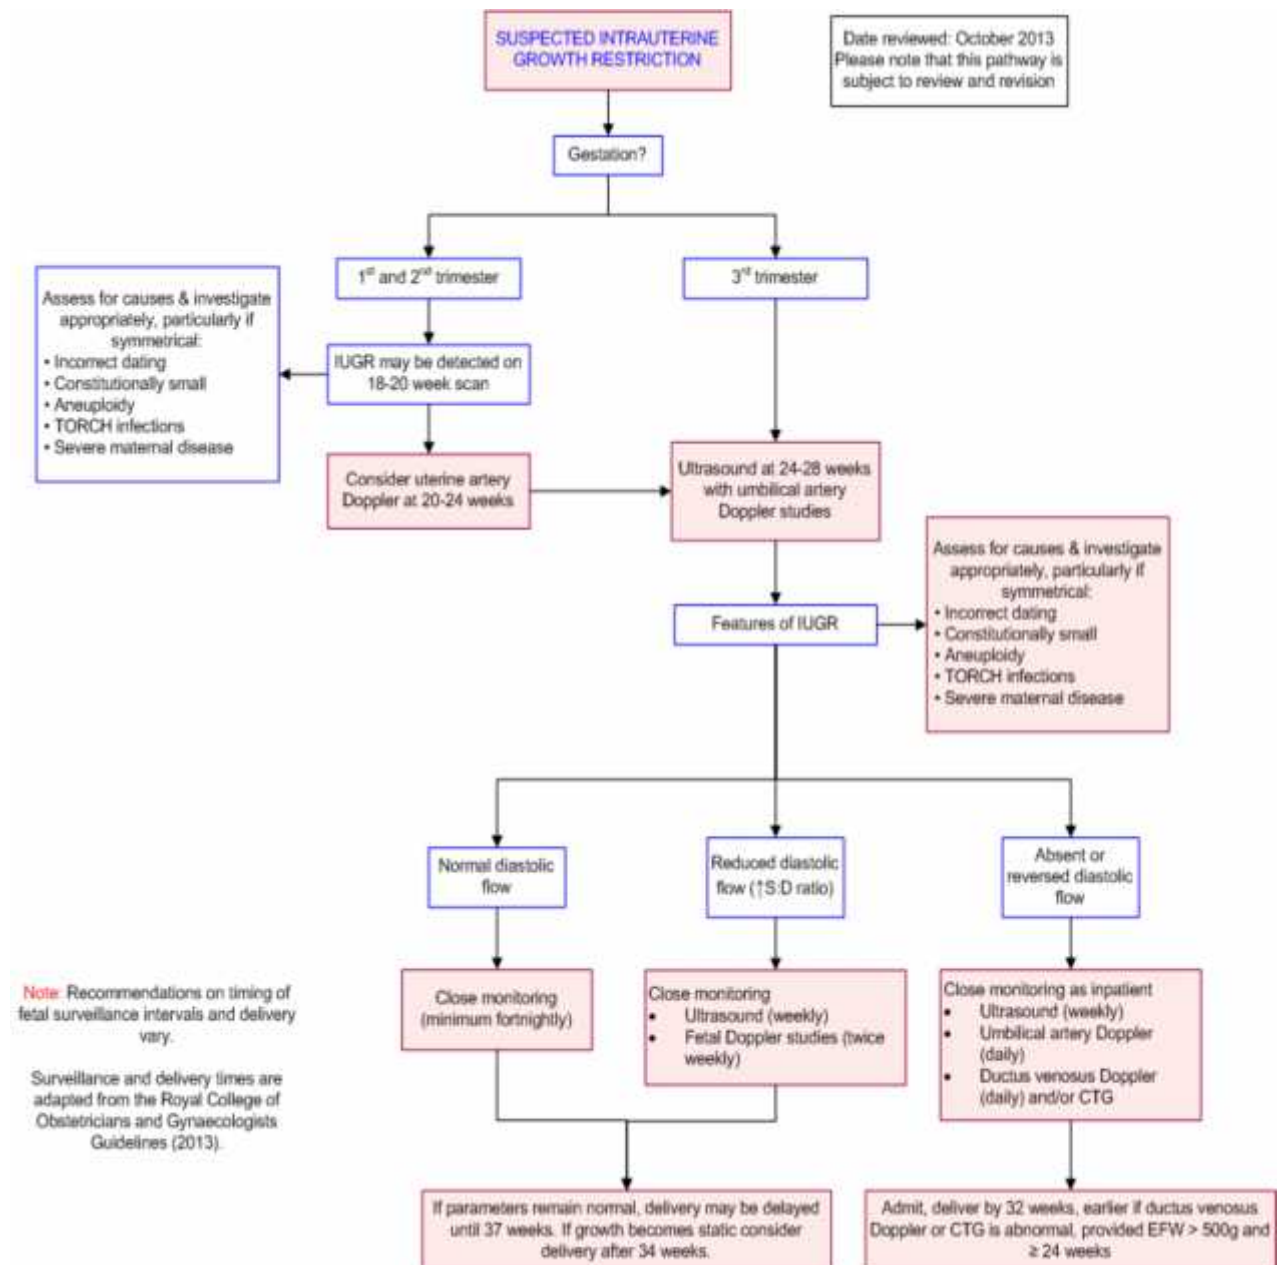 SUSPECTED INTRAUTERINE
GROWTH RESTRICTION
Date reviewed: October 2013
Please note that this pathway is
subject to review and revision
Gestation?
1st and 2nd trimester
3rd trimester
Assess for causes & investigate
appropriately, particularly if
symmetrical:
• Incorrect dating
• Constitutionally small
• Aneuploidy
• TORCH infections
• Severe maternal disease
IUGR may be detected on
18-20 week scan
Consider uterine artery
Doppler at 20-24 weeks
Ultrasound at 24-28 weeks
with umbilical artery
Doppler studies
Assess for causes & investigate
appropriately, particularly if
symmetrical:
• Incorrect dating
• Constitutionally small
• Aneuploidy
• TORCH infections
• Severe maternal disease
Features of IUGR
Normal diastolic
flow
Reduced diastolic
flow (↑S:D ratio)
Absent or
reversed diastolic
flow
Close monitoring
(minimum fortnightly)
Close monitoring
• Ultrasound (weekly)
• Fetal Doppler studies (twice
weekly)
Close monitoring as inpatient
• Ultrasound (weekly)
• Umbilical artery Doppler
(daily)
• Ductus venosus Doppler
(daily) and/or CTG
Note: Recommendations on timing of
fetal surveillance intervals and delivery
vary.
Surveillance and delivery times are
adapted from the Royal College of
Obstetricians and Gynaecologists
Guidelines (2013).
If parameters remain normal, delivery may be delayed
until 37 weeks. If growth becomes static consider
delivery after 34 weeks.
Admit, deliver by 32 weeks, earlier if ductus venosus
Doppler or CTG is abnormal, provided EFW > 500g and
≥ 24 weeks